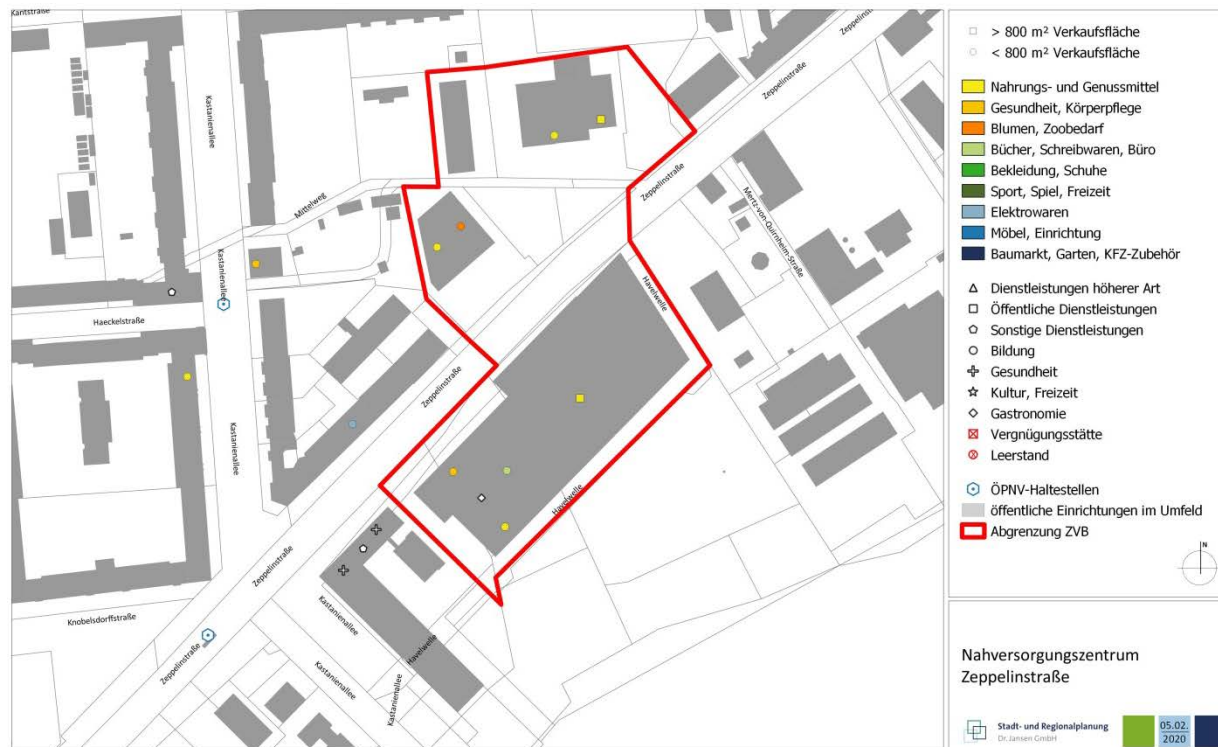 Kantstraße
Kastanienallee
Zeppelinstraße
Zeppelinstraße
Zeppelinstraße
Mittelweg
Kastanienallee
Mertz-von-Quirnheim-Straße
Havelwelle
Haeckelstraße
Zeppelinstraße
Kastanienallee
Havelwelle
Zeppelinstraße
Knobelsdorffstraße
Kastanienallee
Havelwelle
Zeppelinstraße
Kastanienallee
Kastanienallee
> 800 m² Verkaufsfläche
< 800 m² Verkaufsfläche
Nahrungs- und Genussmittel
Gesundheit, Körperpflege
Blumen, Zoobedarf
Bücher, Schreibwaren, Büro
Bekleidung, Schuhe
Sport, Spiel, Freizeit
Elektrowaren
Möbel, Einrichtung
Baumarkt, Garten, KFZ-Zubehör
Dienstleistungen höherer Art
Öffentliche Dienstleistungen
Sonstige Dienstleistungen
Bildung
Gesundheit
Kultur, Freizeit
Gastronomie
Vergnügungsstätte
Leerstand
ÖPNV-Haltestellen
öffentliche Einrichtungen im Umfeld
Abgrenzung ZVB
N
Nahversorgungszentrum
Zeppelinstraße
Stadt- und Regionalplanung
Dr. Jansen GmbH
05.02.
2020